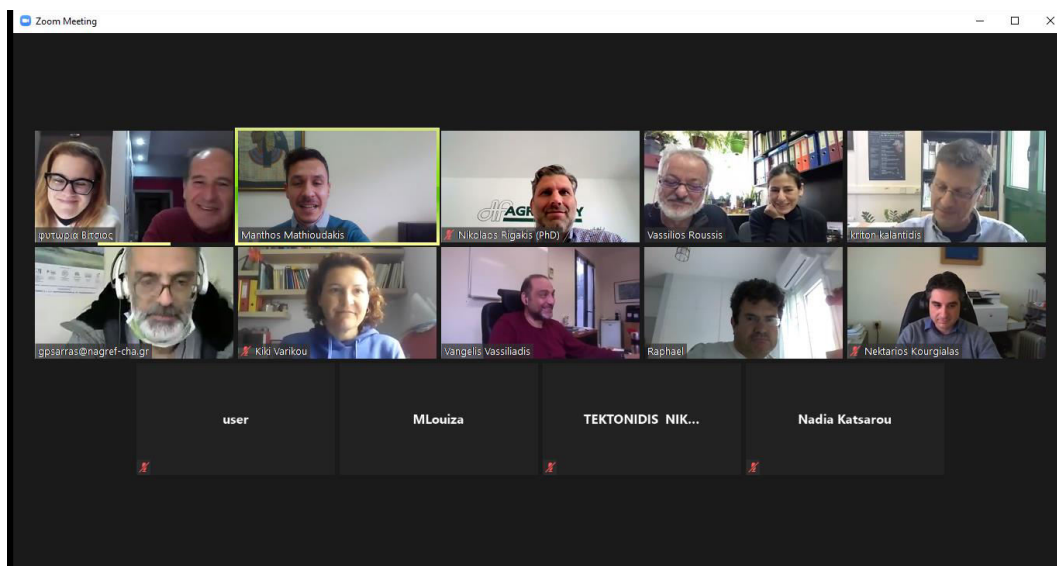 Zoom Meeting
φυτωρια Βιτσιος
Manthos Mathioudakis
AGR Y
Nikolaos Rigakis (PhD)
Vassilios Roussis
kriton-kalantidis
gpsarras@nagref-cha.gr
Kiki Varikou
Vangelis Vassiliadis
Raphael
Nektarios Kourgialas
user
MLouiza
TEKTONIDIS NIK...
Nadia Katsarou